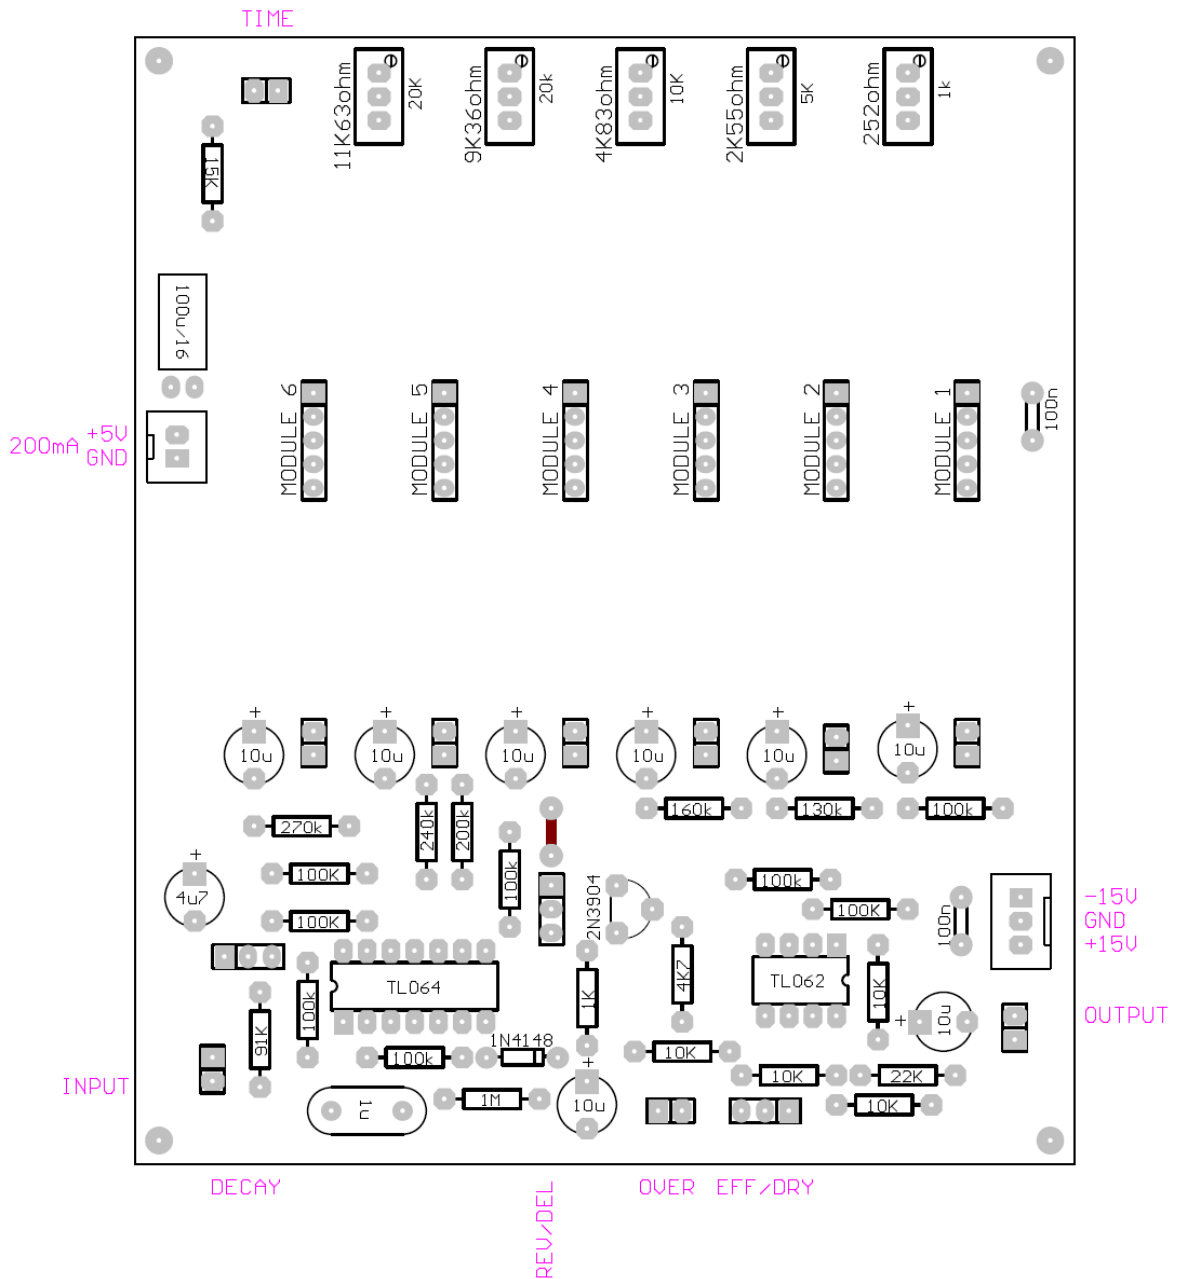 TIME
11K63ohm
20K
9K36ohm
20k
4K83ohm
10K
2K55ohm
5K
252ohm
1k
15K
100u/16
200mA
+5V
GND
MODULE 6
MODULE 5
MODULE 4
MODULE 3
MODULE 2
MODULE 1
100n
+
10u
+
10u
+
10u
+
10u
+
10u
+
10u
270k
240k
200k
160k
130k
100k
+
4u7
100K
100K
100k
2N3904
100k
100K
100n
-15V
GND
+15V
TL064
TL062
91K
100k
1K
4K7
10K
+
10u
OUTPUT
100k
1N4148
10K
10K
22K
INPUT
1u
1M
+
10u
10K
DECAY
REV/DEL
OVER
EFF/DRY